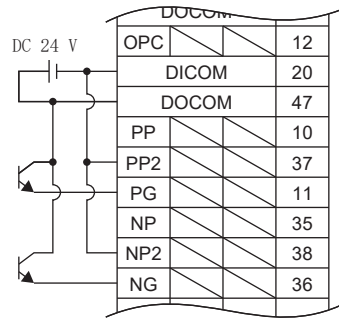 DOCOM
DC 24 V
OPC 12
DICOM 20
DOCOM 47
PP 10
PP2 37
PG 11
NP 35
NP2 38
NG 36